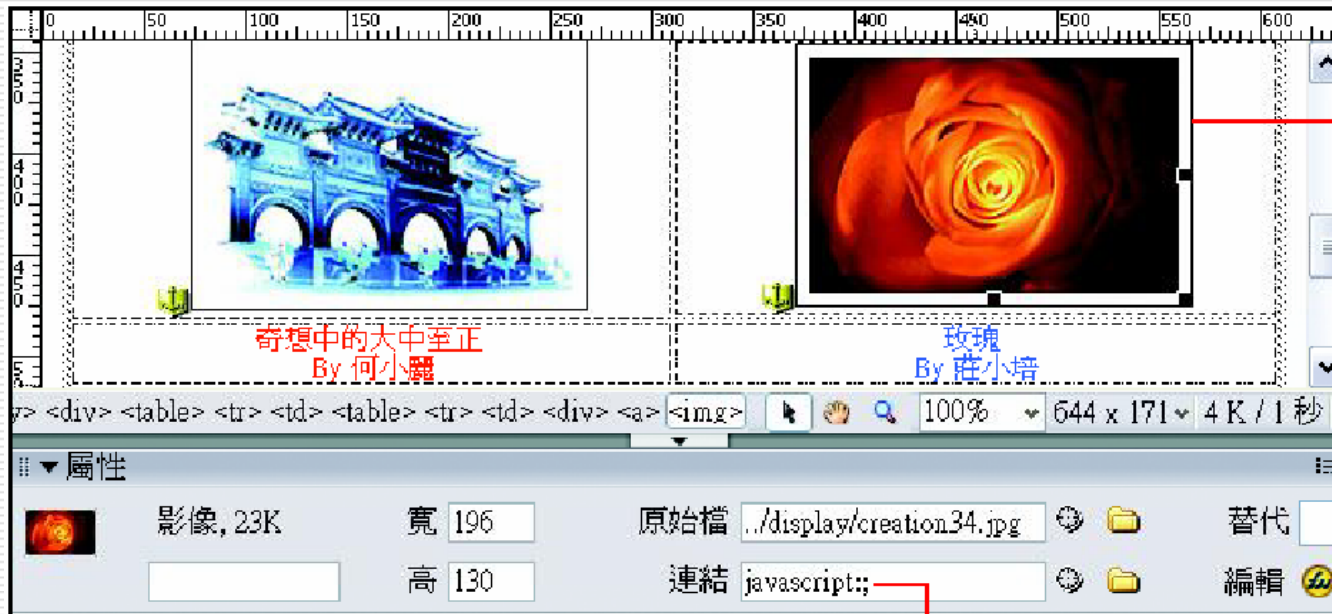 0 50 100 150 200 250 300 350 400 450 500 550 600
350
400
450
奇想中的大中至正
By 何小麗
玫瑰
By 莊小培
<div> <table> <tr> <td> <table> <tr> <td> <div> <a> <img> 100% 644 x 171 4 K / 1 秒
屬性
影像, 23K 寬 196 原始檔 ../display/creation34.jpg 替代
高 130 連結 javascript:; 編輯